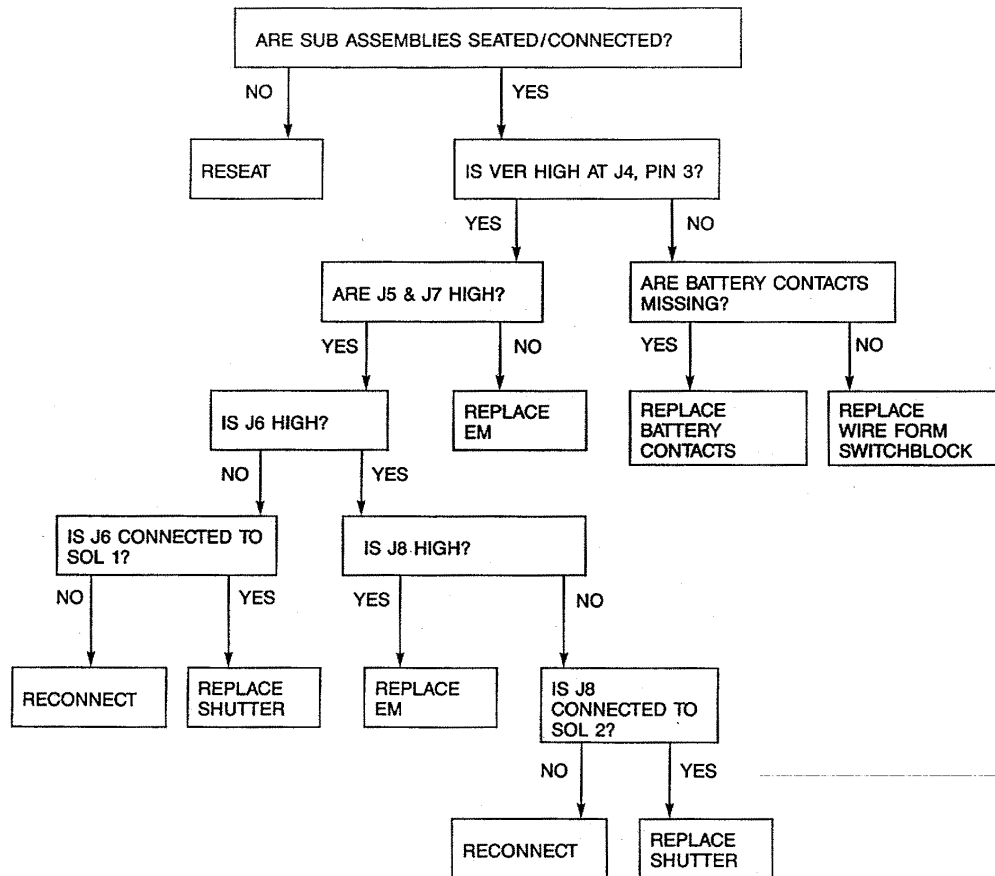 ARE SUB ASSEMBLIES SEATED/CONNECTED?
NO
YES
RESEAT
IS VER HIGH AT J4, PIN 3?
YES
NO
ARE J5 & J7 HIGH?
ARE BATTERY CONTACTS
MISSING?
YES
NO
YES
NO
IS J6 HIGH?
REPLACE
EM
REPLACE
BATTERY
CONTACTS
REPLACE
WIRE FORM
SWITCHBLOCK
NO
YES
IS J6 CONNECTED TO
SOL 1?
IS J8 HIGH?
NO
YES
YES
NO
RECONNECT
REPLACE
SHUTTER
REPLACE
EM
IS J8
CONNECTED TO
SOL 2?
NO
YES
RECONNECT
REPLACE
SHUTTER